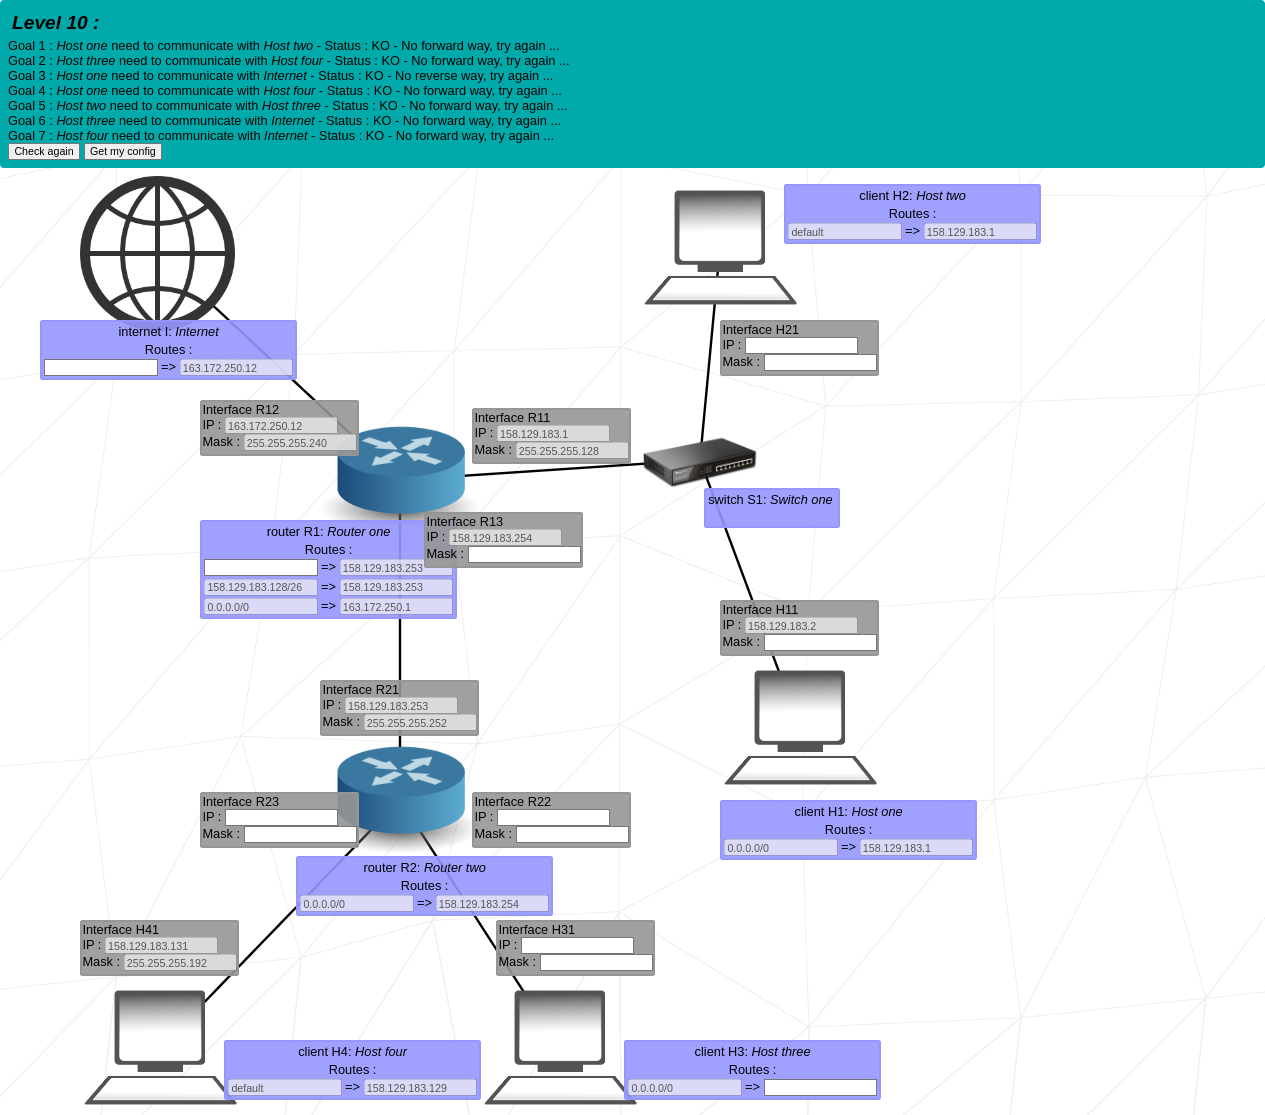 Level 10 :
Goal 1 : Host one need to communicate with Host two - Status : KO - No forward way, try again ...
Goal 2 : Host three need to communicate with Host four - Status : KO - No forward way, try again ...
Goal 3 : Host one need to communicate with Internet - Status : KO - No reverse way, try again ...
Goal 4 : Host one need to communicate with Host four - Status : KO - No forward way, try again ...
Goal 5 : Host two need to communicate with Host three - Status : KO - No forward way, try again ...
Goal 6 : Host three need to communicate with Internet - Status : KO - No forward way, try again ...
Goal 7 : Host four need to communicate with Internet - Status : KO - No forward way, try again ...
Check again Get my config
client H2: Host two
Routes :
default => 158.129.183.1
internet I: Internet
Routes :
=> 163.172.250.12
Interface H21
IP :
Mask :
Interface R12
IP : 163.172.250.12
Mask : 255.255.255.240
Interface R11
IP : 158.129.183.1
Mask : 255.255.255.128
switch S1: Switch one
Interface R13
IP : 158.129.183.254
Mask :
router R1: Router one
Routes :
=> 158.129.183.253
158.129.183.128/26 => 158.129.183.253
0.0.0.0/0 => 163.172.250.1
Interface H11
IP : 158.129.183.2
Mask :
Interface R21
IP : 158.129.183.253
Mask : 255.255.255.252
Interface R23
IP :
Mask :
Interface R22
IP :
Mask :
client H1: Host one
Routes :
0.0.0.0/0 => 158.129.183.1
router R2: Router two
Routes :
0.0.0.0/0 => 158.129.183.254
Interface H41
IP : 158.129.183.131
Mask : 255.255.255.192
Interface H31
IP :
Mask :
client H4: Host four
Routes :
default => 158.129.183.129
client H3: Host three
Routes :
0.0.0.0/0 =>